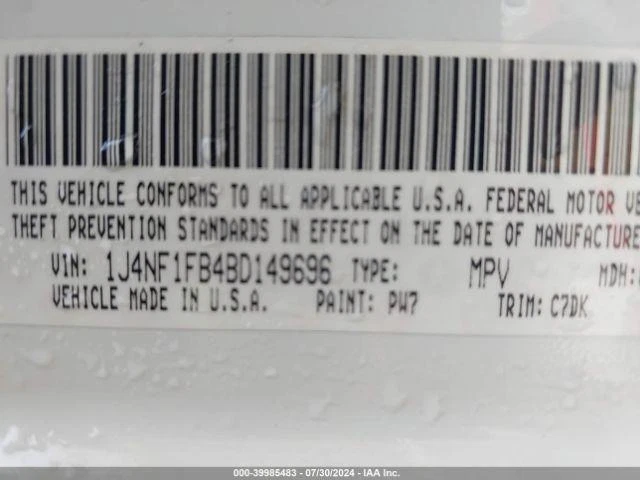 THIS VEHICLE CONFORMS TO ALL APPLICABLE U.S.A. FEDERAL MOTOR
THEFT PREVENTION STANDARDS IN EFFECT ON THE DATE OF MANUFACTURE
VIN: 1J4NF1FB4BD149696 TYPE: MPV MDH:
VEHICLE MADE IN U.S.A. PAINT: PW7 TRIM: C7DK
000-39985483 - 07/30/2024 - IAA Inc.